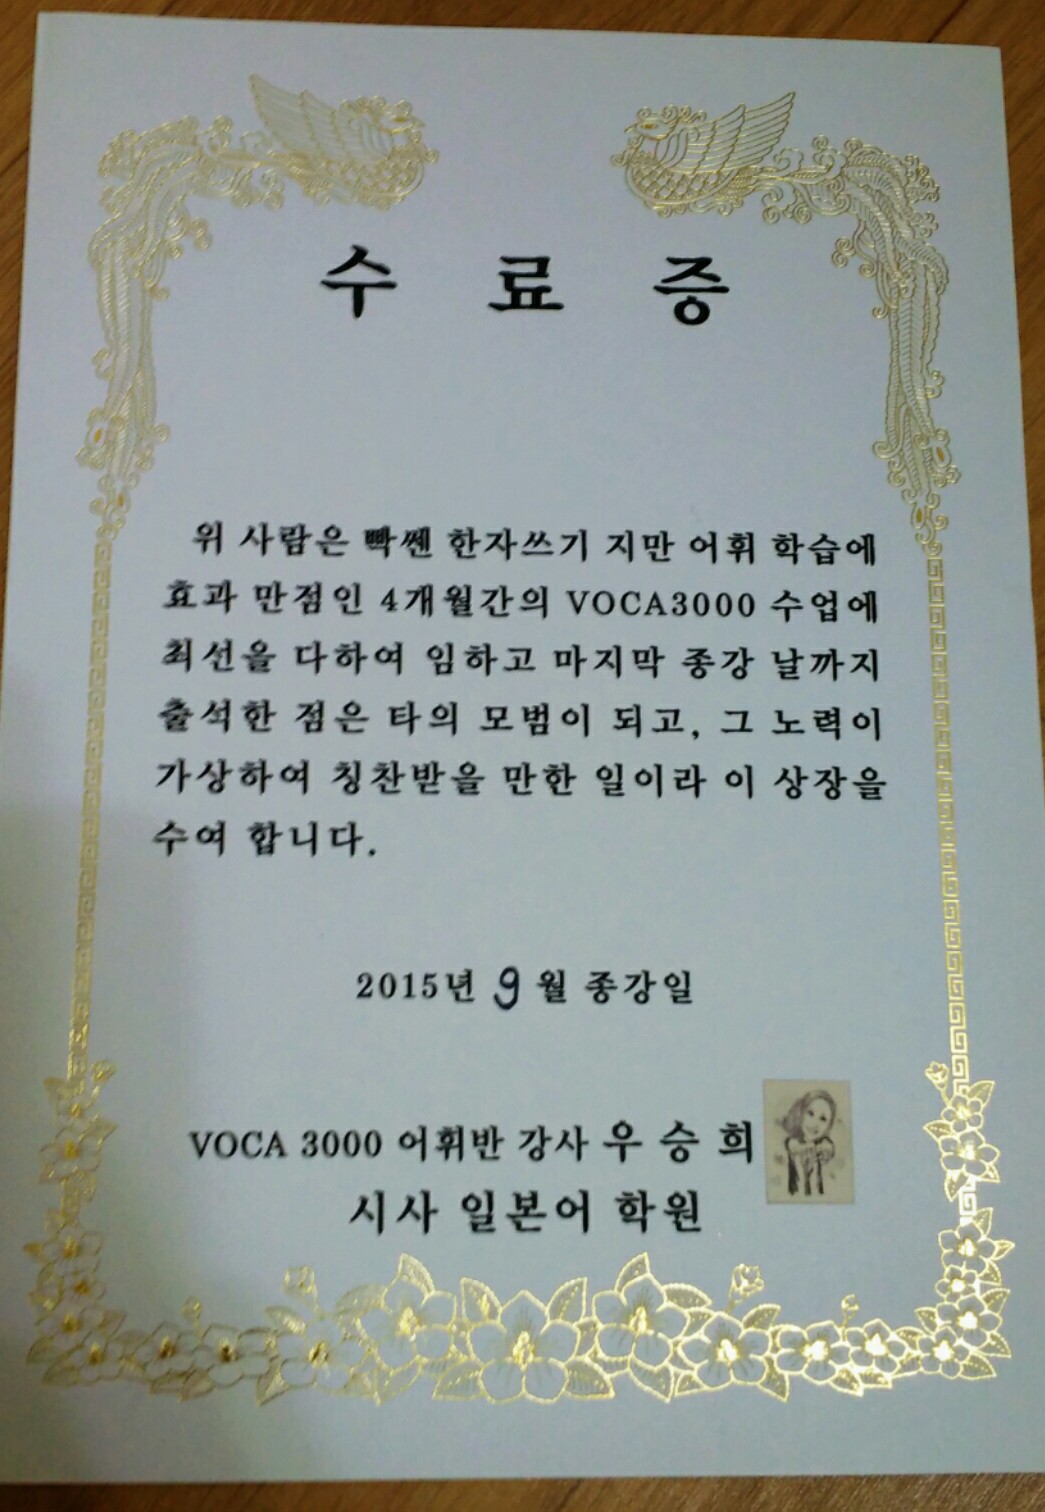 수 료 증
위 사람은 빡쎈 한자쓰기 지만 어휘 학습에
효과 만점인 4개월간의 VOCA3000 수업에
최선을 다하여 임하고 마지막 종강 날까지
출석한 점은 타의 모범이 되고, 그 노력이
가상하여 칭찬받을 만한 일이라 이 상장을
수여 합니다.
2015년 9월 종강일
VOCA 3000 어휘반 강사 우 승 희
시사 일본어 학원